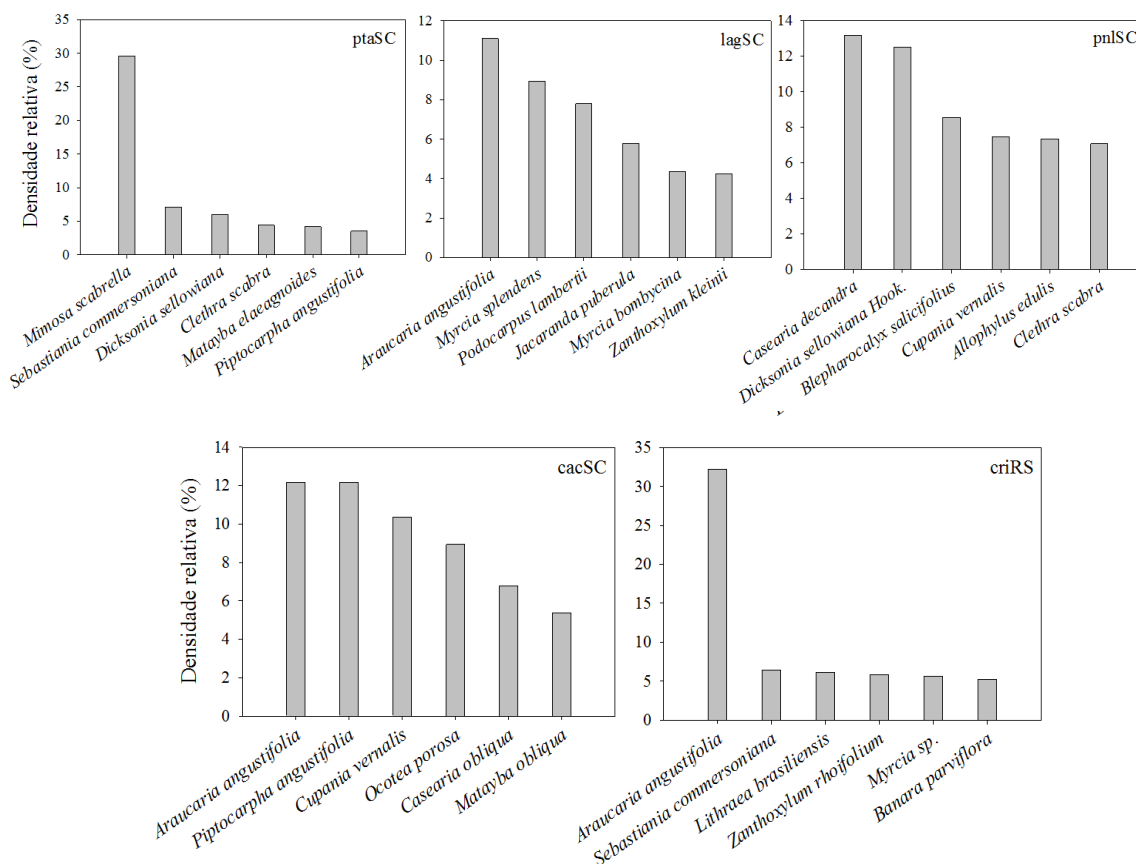 Densidade relativa (%)
35
30
25
20
15
10
5
0
ptaSC
Mimosa scabrella
Sebastiania commersoniana
Dicksonia sellowiana
Clethra scabra
Matayba elaeagnoides
Piptocarpha angustifolia
12
10
8
6
4
2
0
lagSC
Araucaria angustifolia
Myrcia splendens
Podocarpus lambertii
Jacaranda puberula
Myrcia bombycina
Zanthoxylum kleinii
14
12
10
8
6
4
2
0
pnlSC
Casearia decandra
Dicksonia sellowiana Hook.
Blepharocalyx salicifolius
Cupania vernalis
Allophylus edulis
Clethra scabra
Densidade relativa (%)
14
12
10
8
6
4
2
0
cacSC
Araucaria angustifolia
Piptocarpha angustifolia
Cupania vernalis
Ocotea porosa
Casearia obliqua
Matayba obliqua
35
30
25
20
15
10
5
0
criRS
Araucaria angustifolia
Sebastiania commersoniana
Lithraea brasiliensis
Zanthoxylum rhoifolium
Myrcia sp.
Banara parviflora